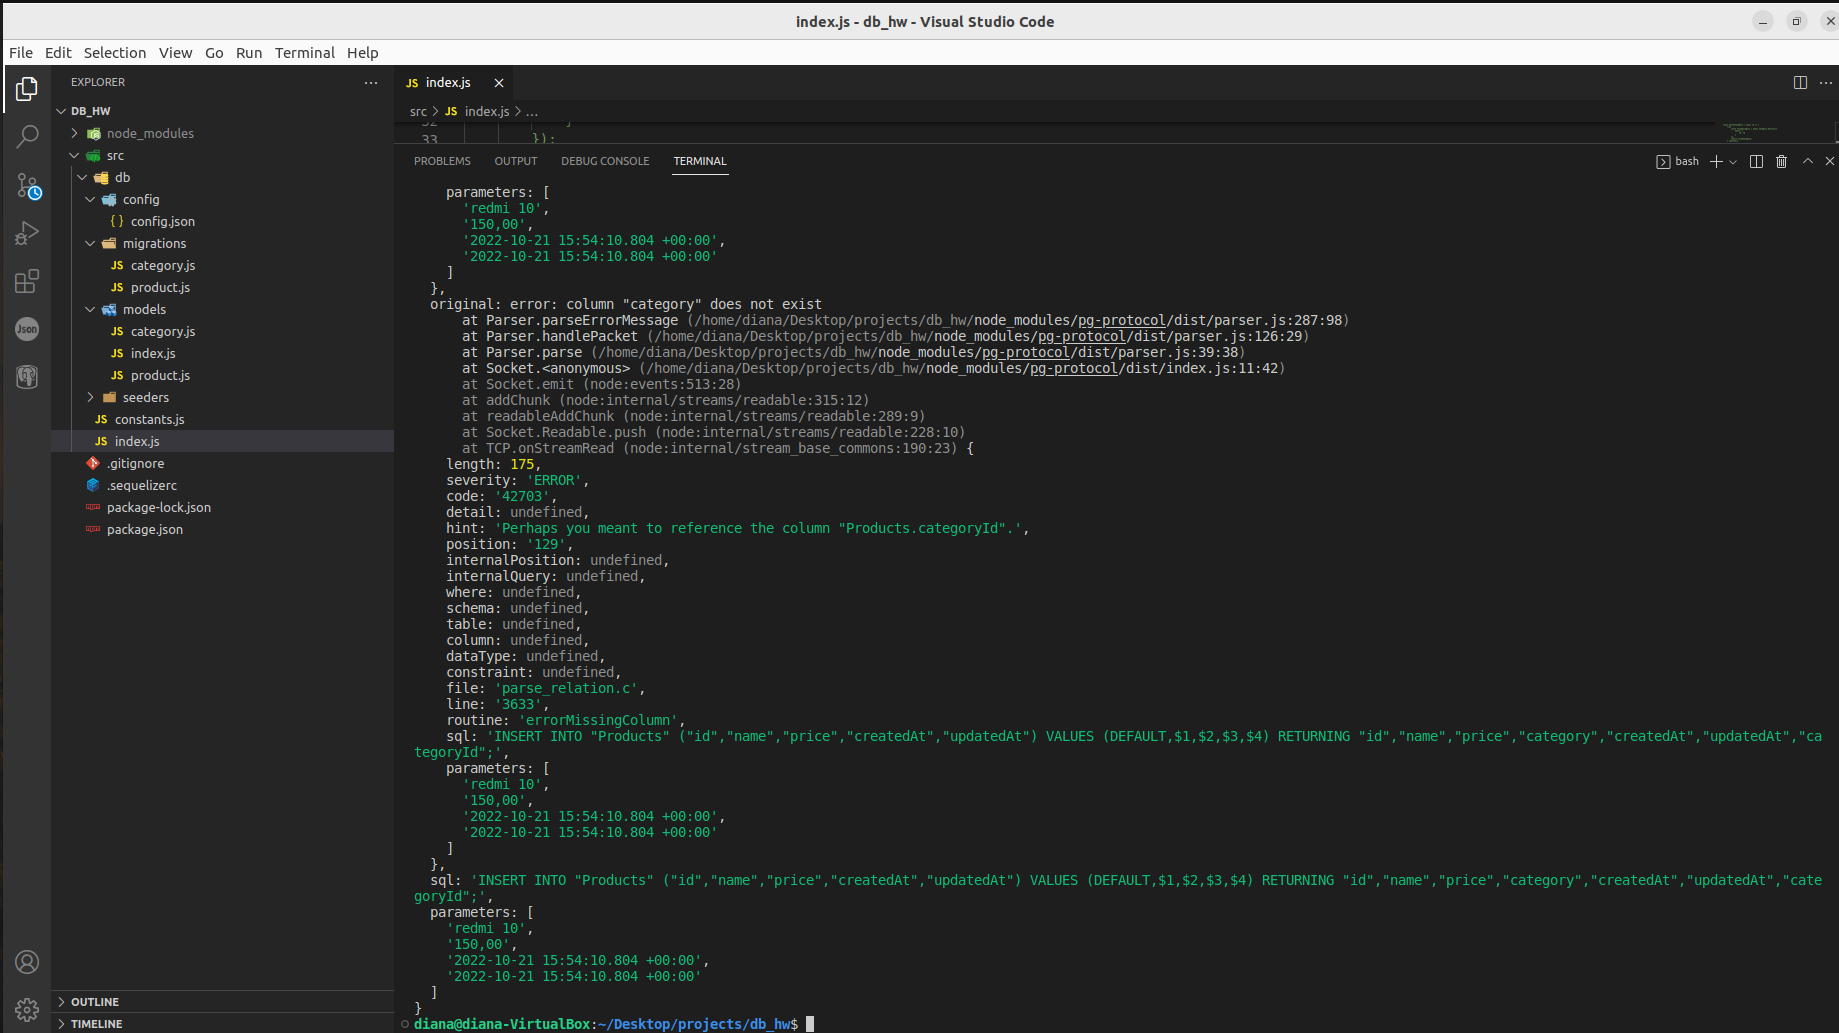 index.js - db_hw - Visual Studio Code
File Edit Selection View Go Run Terminal Help
EXPLORER
DB_HW
node_modules
src
db
config
{ } config.json
migrations
JS category.js
JS product.js
models
JS category.js
JS index.js
JS product.js
seeders
JS constants.js
JS index.js
.gitignore
.sequelizerc
package-lock.json
package.json
Json
OUTLINE
TIMELINE
JS index.js
src > JS index.js > ...
32 }
33 });
PROBLEMS OUTPUT DEBUG CONSOLE TERMINAL
bash
parameters: [
'redmi 10',
'150,00',
'2022-10-21 15:54:10.804 +00:00',
'2022-10-21 15:54:10.804 +00:00'
]
},
original: error: column "category" does not exist
at Parser.parseErrorMessage (/home/diana/Desktop/projects/db_hw/node_modules/pg-protocol/dist/parser.js:287:98)
at Parser.handlePacket (/home/diana/Desktop/projects/db_hw/node_modules/pg-protocol/dist/parser.js:126:29)
at Parser.parse (/home/diana/Desktop/projects/db_hw/node_modules/pg-protocol/dist/parser.js:39:38)
at Socket.<anonymous> (/home/diana/Desktop/projects/db_hw/node_modules/pg-protocol/dist/index.js:11:42)
at Socket.emit (node:events:513:28)
at addChunk (node:internal/streams/readable:315:12)
at readableAddChunk (node:internal/streams/readable:289:9)
at Socket.Readable.push (node:internal/streams/readable:228:10)
at TCP.onStreamRead (node:internal/stream_base_commons:190:23) {
length: 175,
severity: 'ERROR',
code: '42703',
detail: undefined,
hint: 'Perhaps you meant to reference the column "Products.categoryId".',
position: '129',
internalPosition: undefined,
internalQuery: undefined,
where: undefined,
schema: undefined,
table: undefined,
column: undefined,
dataType: undefined,
constraint: undefined,
file: 'parse_relation.c',
line: '3633',
routine: 'errorMissingColumn',
sql: 'INSERT INTO "Products" ("id","name","price","createdAt","updatedAt") VALUES (DEFAULT,$1,$2,$3,$4) RETURNING "id","name","price","category","createdAt","updatedAt","ca
tegoryId";',
parameters: [
'redmi 10',
'150,00',
'2022-10-21 15:54:10.804 +00:00',
'2022-10-21 15:54:10.804 +00:00'
]
},
sql: 'INSERT INTO "Products" ("id","name","price","createdAt","updatedAt") VALUES (DEFAULT,$1,$2,$3,$4) RETURNING "id","name","price","category","createdAt","updatedAt","cate
goryId";',
parameters: [
'redmi 10',
'150,00',
'2022-10-21 15:54:10.804 +00:00',
'2022-10-21 15:54:10.804 +00:00'
]
}
diana@diana-VirtualBox:~/Desktop/projects/db_hw$